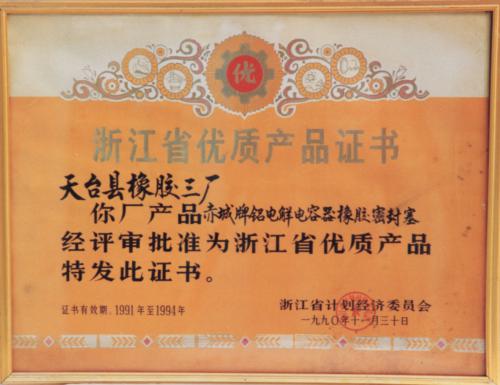 优
浙江省优质产品证书
天台县橡胶三厂
你厂产品赤城牌铝电解电容器橡胶密封塞
经评审批准为浙江省优质产品
特发此证书。
证书有效期：1991年至1994年
浙江省计划经济委员会
一九九〇年十一月三十日